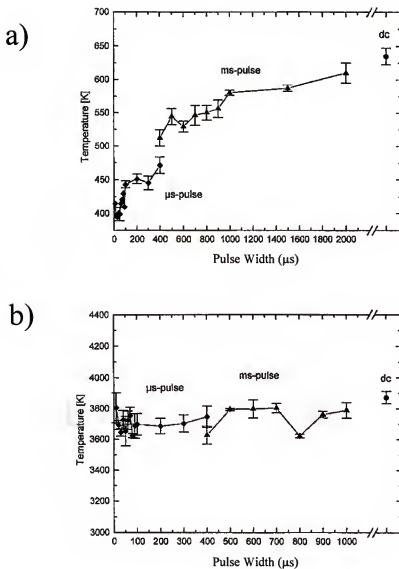 a)
700
650
600
550
500
450
400
Temperature [K]
ms-pulse
µs-pulse
dc
0 200 400 600 800 1000 1200 1400 1600 1800 2000
Pulse Width (µs)
b)
4400
4200
4000
3800
3600
3400
3200
3000
Temperature [K]
µs-pulse
ms-pulse
dc
0 100 200 300 400 500 600 700 800 900 1000
Pulse Width (µs)